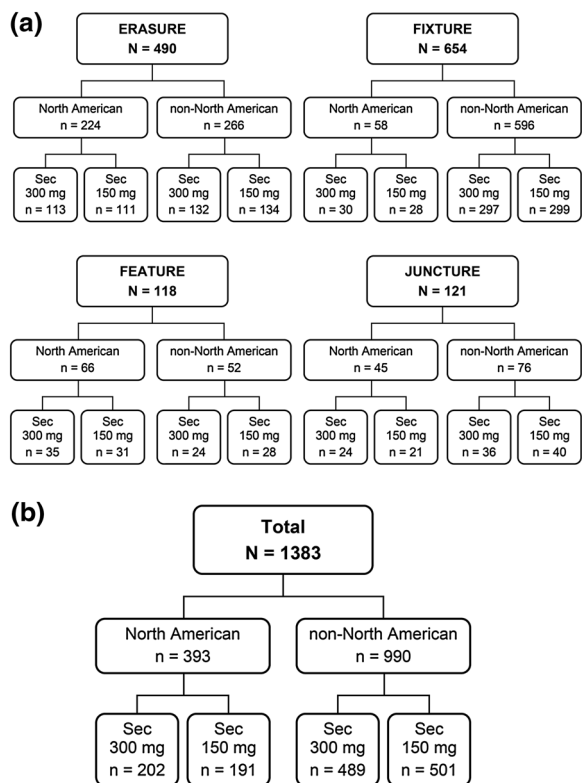 (a)
ERASURE
N = 490
North American
n = 224
non-North American
n = 266
Sec
300 mg
n = 113
Sec
150 mg
n = 111
Sec
300 mg
n = 132
Sec
150 mg
n = 134
FIXTURE
N = 654
North American
n = 58
non-North American
n = 596
Sec
300 mg
n = 30
Sec
150 mg
n = 28
Sec
300 mg
n = 297
Sec
150 mg
n = 299
FEATURE
N = 118
North American
n = 66
non-North American
n = 52
Sec
300 mg
n = 35
Sec
150 mg
n = 31
Sec
300 mg
n = 24
Sec
150 mg
n = 28
JUNCTURE
N = 121
North American
n = 45
non-North American
n = 76
Sec
300 mg
n = 24
Sec
150 mg
n = 21
Sec
300 mg
n = 36
Sec
150 mg
n = 40
(b)
Total
N = 1383
North American
n = 393
non-North American
n = 990
Sec
300 mg
n = 202
Sec
150 mg
n = 191
Sec
300 mg
n = 489
Sec
150 mg
n = 501